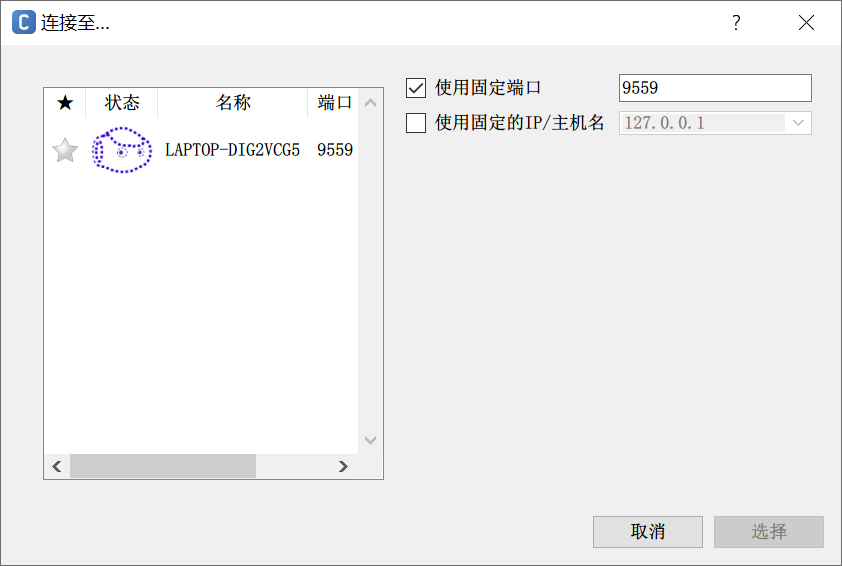 C 连接至...
?
★ 状态 名称 端口
LAPTOP-DIG2VCG5 9559
使用固定端口 9559
使用固定的IP/主机名 127.0.0.1
取消 选择